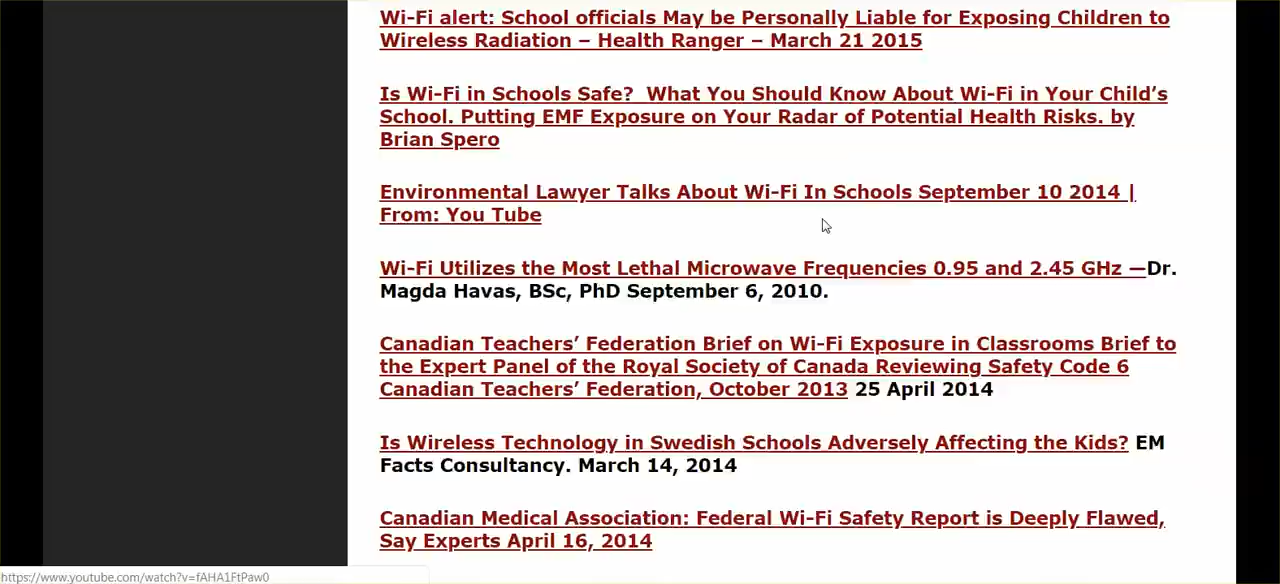 Wi-Fi alert: School officials May be Personally Liable for Exposing Children to
Wireless Radiation – Health Ranger – March 21 2015
Is Wi-Fi in Schools Safe?  What You Should Know About Wi-Fi in Your Child’s
School. Putting EMF Exposure on Your Radar of Potential Health Risks. by
Brian Spero
Environmental Lawyer Talks About Wi-Fi In Schools September 10 2014 |
From: You Tube
Wi-Fi Utilizes the Most Lethal Microwave Frequencies 0.95 and 2.45 GHz —Dr.
Magda Havas, BSc, PhD September 6, 2010.
Canadian Teachers’ Federation Brief on Wi-Fi Exposure in Classrooms Brief to
the Expert Panel of the Royal Society of Canada Reviewing Safety Code 6
Canadian Teachers’ Federation, October 2013 25 April 2014
Is Wireless Technology in Swedish Schools Adversely Affecting the Kids? EM
Facts Consultancy. March 14, 2014
Canadian Medical Association: Federal Wi-Fi Safety Report is Deeply Flawed,
Say Experts April 16, 2014
https://www.youtube.com/watch?v=fAHA1FtPaw0